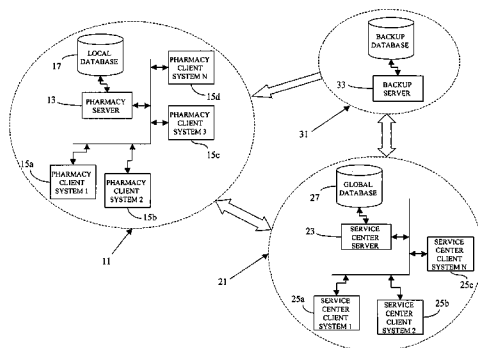 17
LOCAL
DATABASE
13
PHARMACY
SERVER
PHARMACY
CLIENT
SYSTEM N
15d
PHARMACY
CLIENT
SYSTEM 3
15c
15a
PHARMACY
CLIENT
SYSTEM 1
PHARMACY
CLIENT
SYSTEM 2
15b
11
BACKUP
DATABASE
33
BACKUP
SERVER
31
27
GLOBAL
DATABASE
23
SERVICE
CENTER
SERVER
SERVICE
CENTER
CLIENT
SYSTEM N
25c
21
25a
SERVICE
CENTER
CLIENT
SYSTEM 1
SERVICE
CENTER
CLIENT
SYSTEM 2
25b